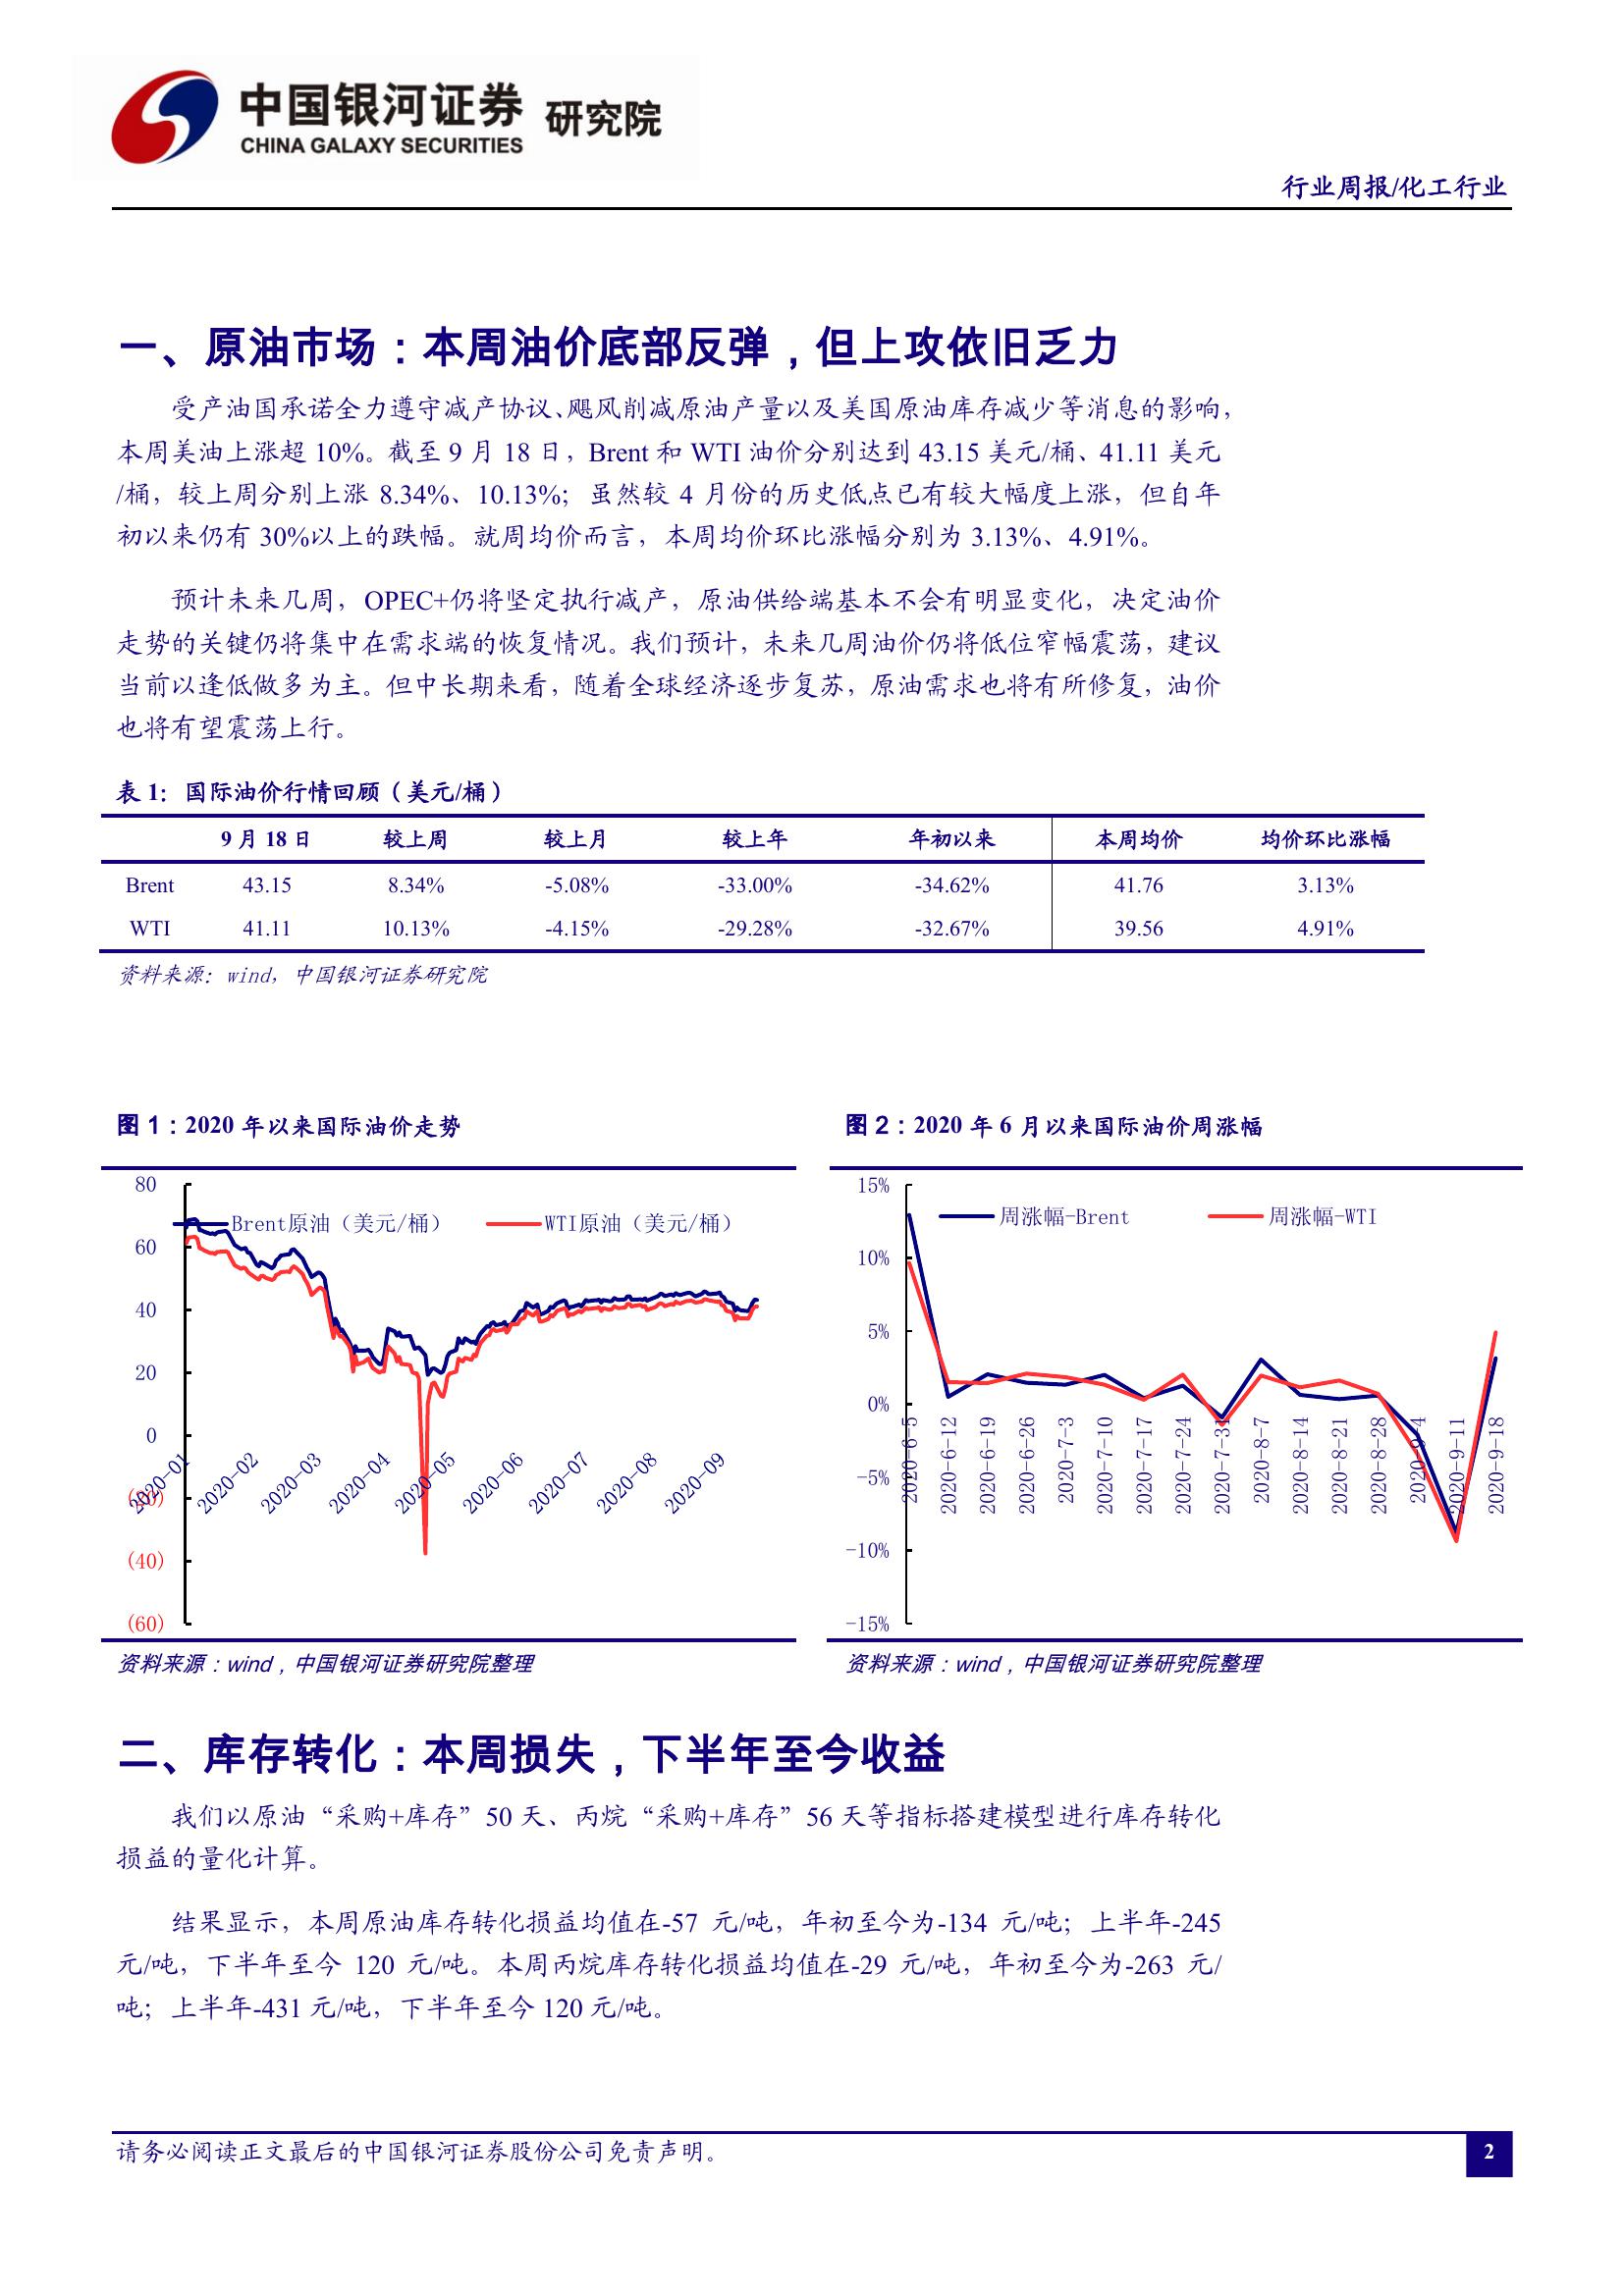 中国银河证券 研究院
CHINA GALAXY SECURITIES
行业周报/化工行业
一、原油市场：本周油价底部反弹，但上攻依旧乏力
受产油国承诺全力遵守减产协议、飓风削减原油产量以及美国原油库存减少等消息的影响，
本周美油上涨超 10%。截至 9 月 18 日，Brent 和 WTI 油价分别达到 43.15 美元/桶、41.11 美元
/桶，较上周分别上涨 8.34%、10.13%；虽然较 4 月份的历史低点已有较大幅度上涨，但自年
初以来仍有 30%以上的跌幅。就周均价而言，本周均价环比涨幅分别为 3.13%、4.91%。
预计未来几周，OPEC+仍将坚定执行减产，原油供给端基本不会有明显变化，决定油价
走势的关键仍将集中在需求端的恢复情况。我们预计，未来几周油价仍将低位窄幅震荡，建议
当前以逢低做多为主。但中长期来看，随着全球经济逐步复苏，原油需求也将有所修复，油价
也将有望震荡上行。
表 1：国际油价行情回顾（美元/桶）
9 月 18 日 较上周 较上月 较上年 年初以来 本周均价 均价环比涨幅
Brent 43.15 8.34% -5.08% -33.00% -34.62% 41.76 3.13%
WTI 41.11 10.13% -4.15% -29.28% -32.67% 39.56 4.91%
资料来源：wind，中国银河证券研究院
图 1：2020 年以来国际油价走势
80
60
40
20
0
(20)
(40)
(60)
Brent原油（美元/桶） WTI原油（美元/桶）
2020-01 2020-02 2020-03 2020-04 2020-05 2020-06 2020-07 2020-08 2020-09
资料来源：wind，中国银河证券研究院整理
图 2：2020 年 6 月以来国际油价周涨幅
15%
10%
5%
0%
-5%
-10%
-15%
周涨幅-Brent 周涨幅-WTI
2020-6-5 2020-6-12 2020-6-19 2020-6-26 2020-7-3 2020-7-10 2020-7-17 2020-7-24 2020-7-31 2020-8-7 2020-8-14 2020-8-21 2020-8-28 2020-9-4 2020-9-11 2020-9-18
资料来源：wind，中国银河证券研究院整理
二、库存转化：本周损失，下半年至今收益
我们以原油“采购+库存”50 天、丙烷“采购+库存”56 天等指标搭建模型进行库存转化
损益的量化计算。
结果显示，本周原油库存转化损益均值在-57 元/吨，年初至今为-134 元/吨；上半年-245
元/吨，下半年至今 120 元/吨。本周丙烷库存转化损益均值在-29 元/吨，年初至今为-263 元/
吨；上半年-431 元/吨，下半年至今 120 元/吨。
请务必阅读正文最后的中国银河证券股份公司免责声明。
2